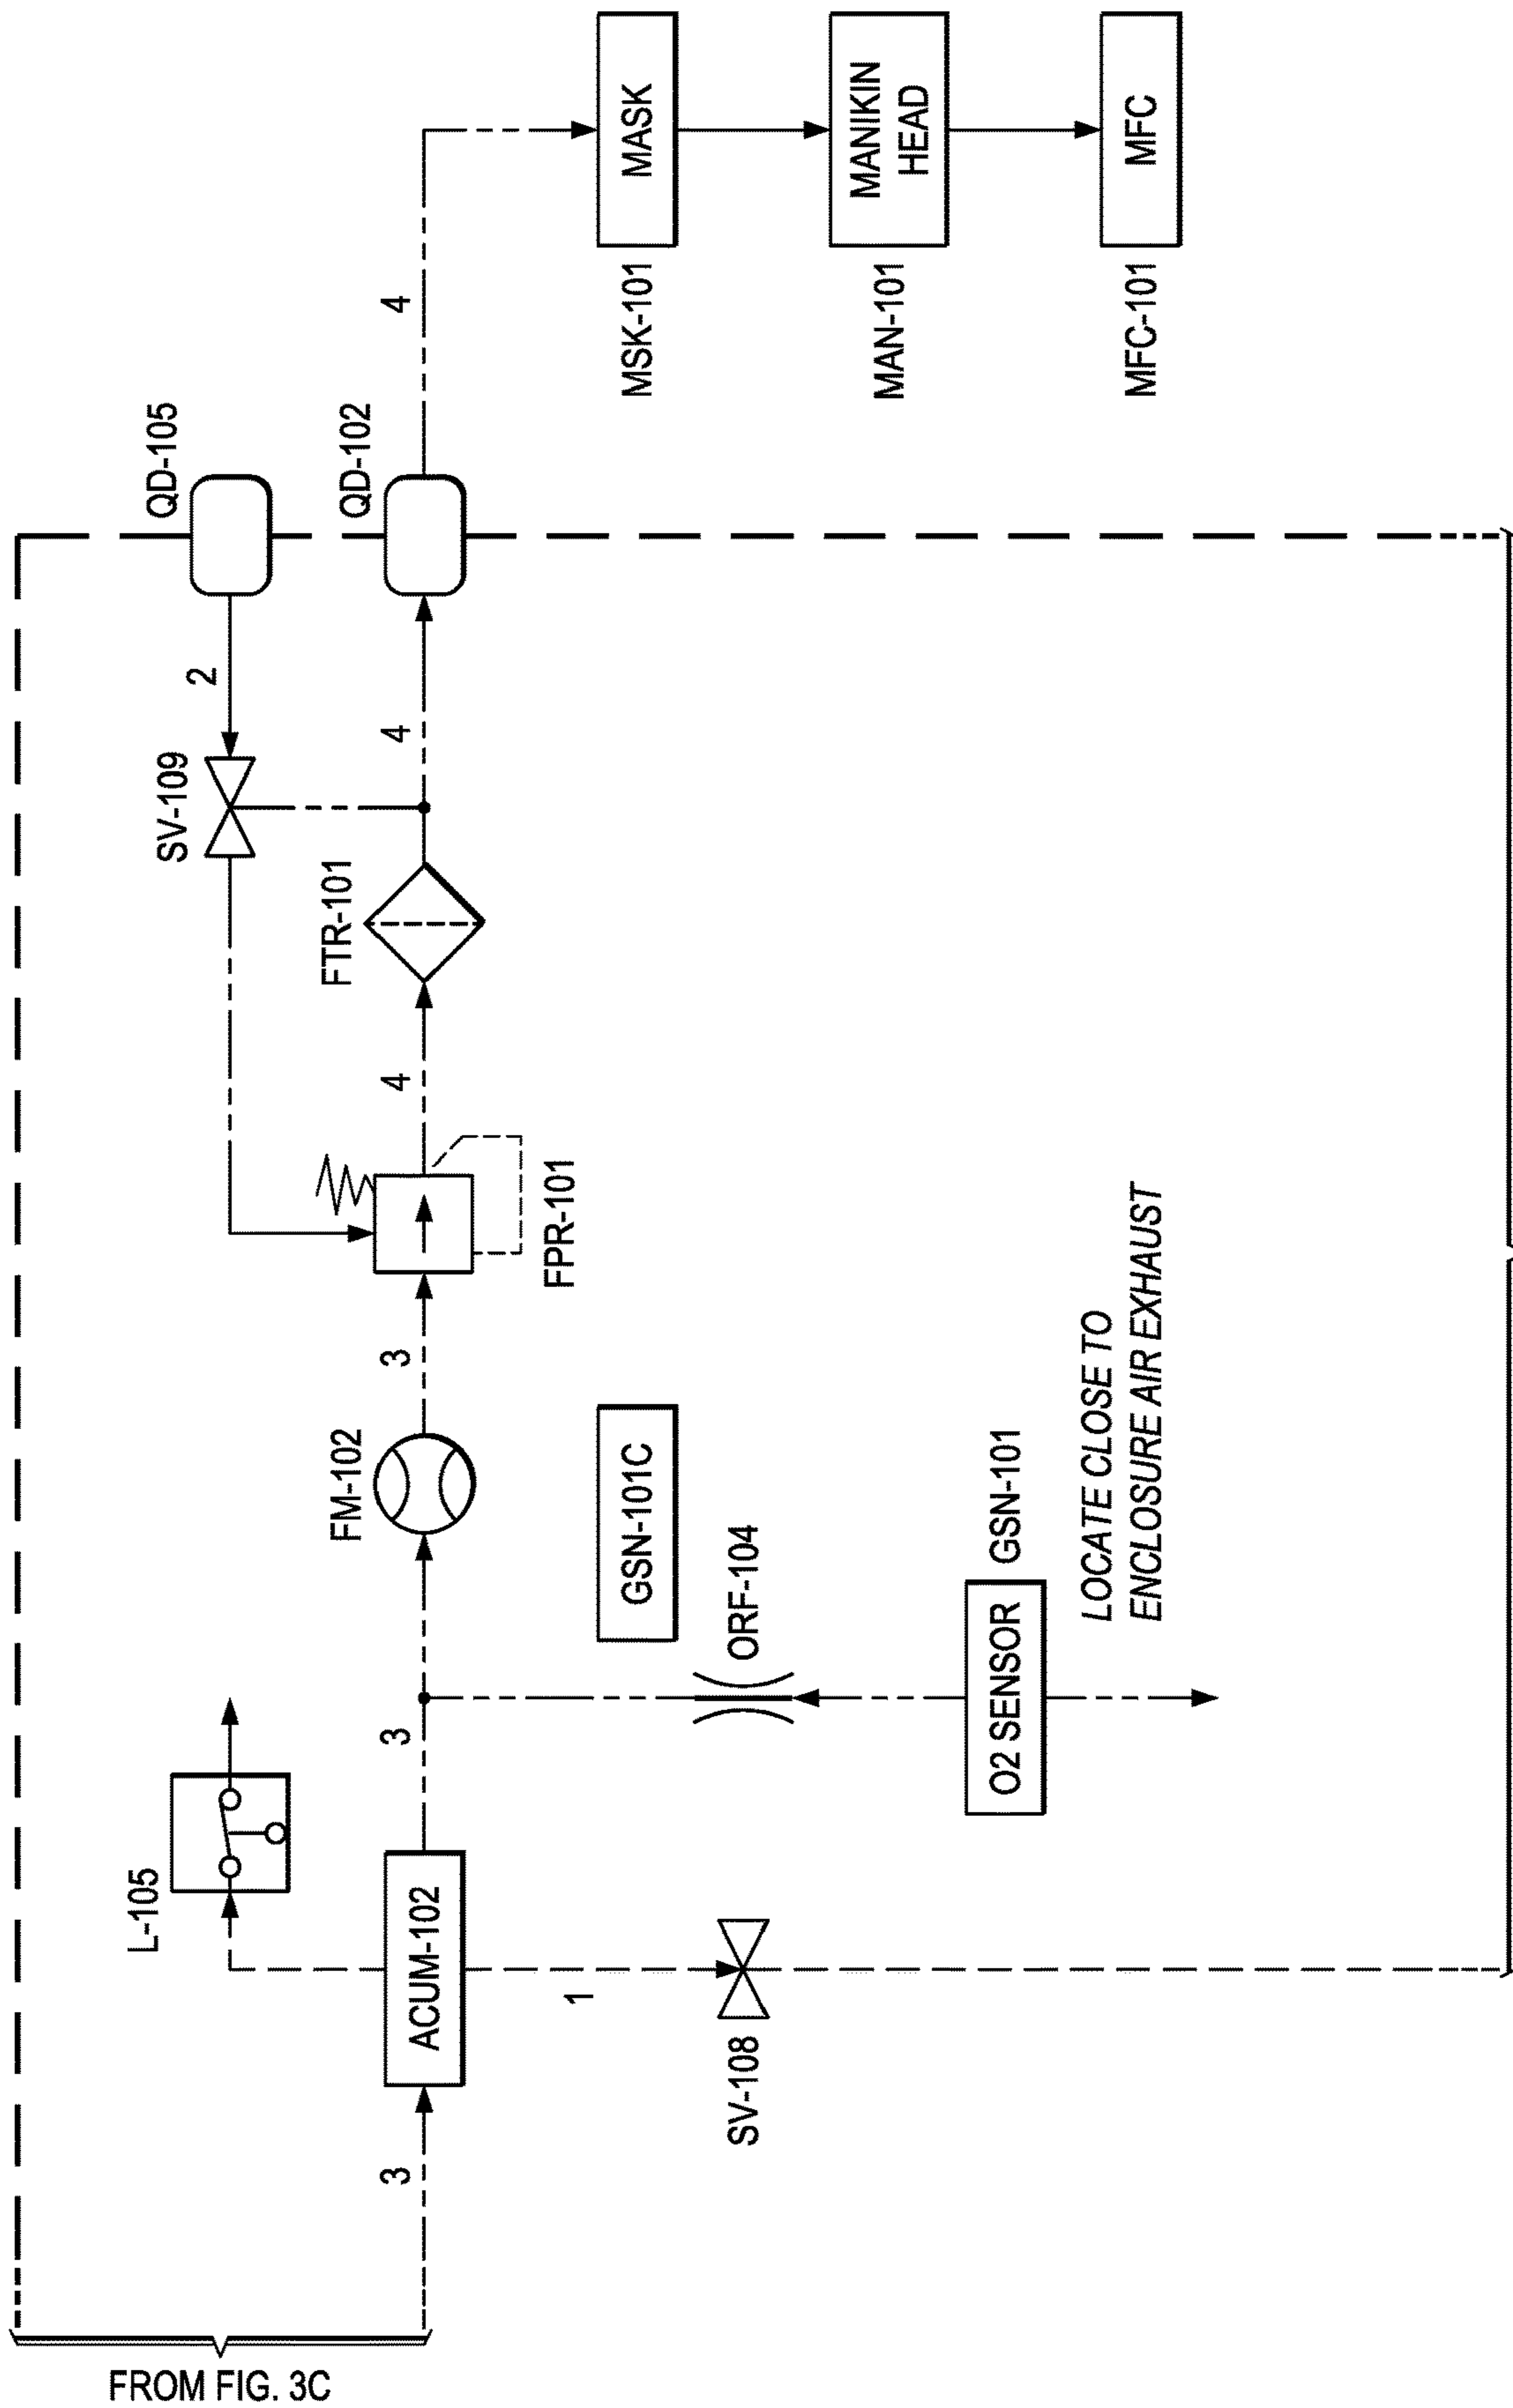 FROM FIG. 3C
3
ACUM-102
L-105
1
SV-108
3
O2 SENSOR
GSN-101
LOCATE CLOSE TO
ENCLOSURE AIR EXHAUST
ORF-104
GSN-101C
FM-102
3
FPR-101
4
FTR-101
SV-109
4
2
QD-105
QD-102
4
MSK-101
MASK
MAN-101
MANIKIN
HEAD
MFC-101
MFC